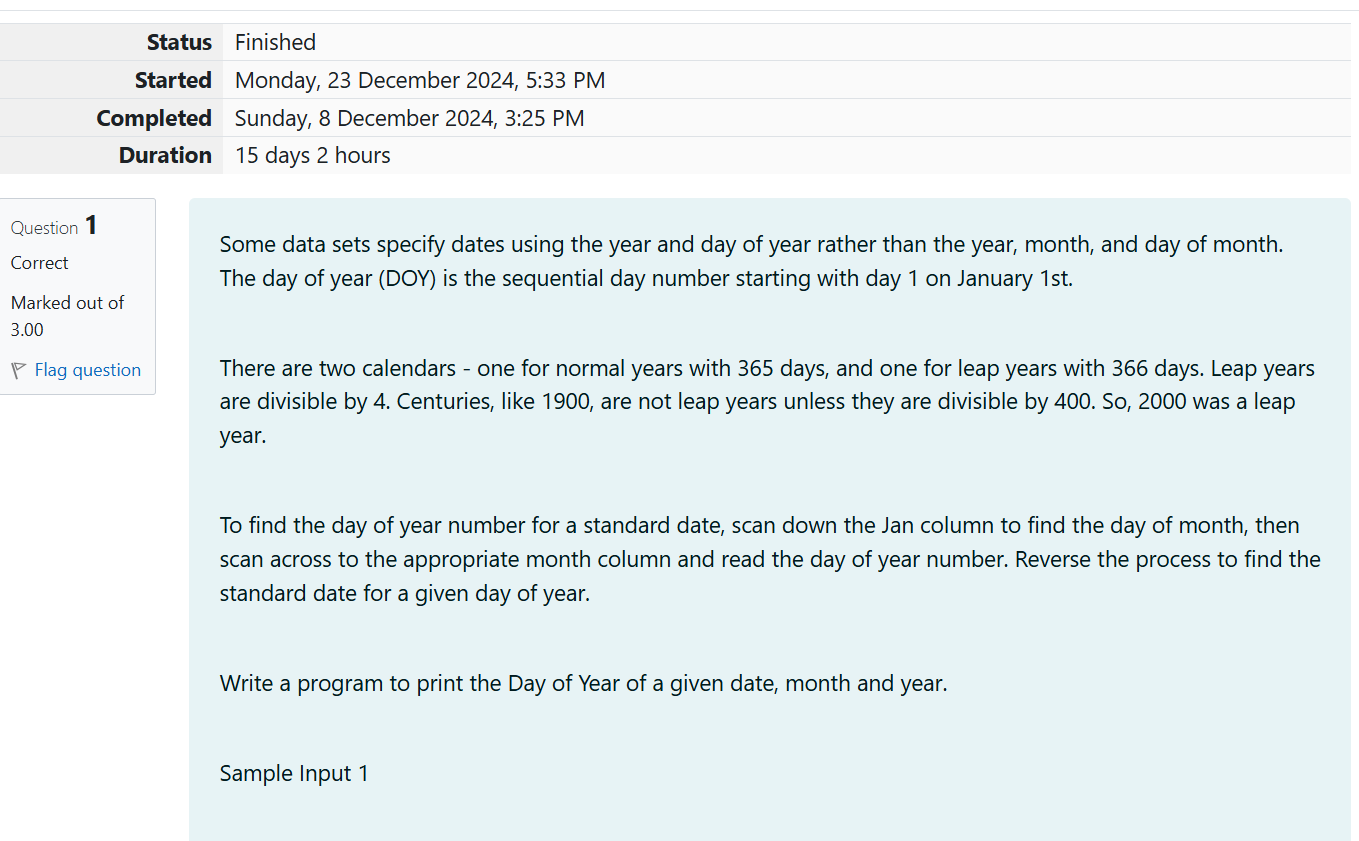 Status Finished
Started Monday, 23 December 2024, 5:33 PM
Completed Sunday, 8 December 2024, 3:25 PM
Duration 15 days 2 hours
Question 1
Correct
Marked out of
3.00
Flag question
Some data sets specify dates using the year and day of year rather than the year, month, and day of month.
The day of year (DOY) is the sequential day number starting with day 1 on January 1st.
There are two calendars - one for normal years with 365 days, and one for leap years with 366 days. Leap years
are divisible by 4. Centuries, like 1900, are not leap years unless they are divisible by 400. So, 2000 was a leap
year.
To find the day of year number for a standard date, scan down the Jan column to find the day of month, then
scan across to the appropriate month column and read the day of year number. Reverse the process to find the
standard date for a given day of year.
Write a program to print the Day of Year of a given date, month and year.
Sample Input 1